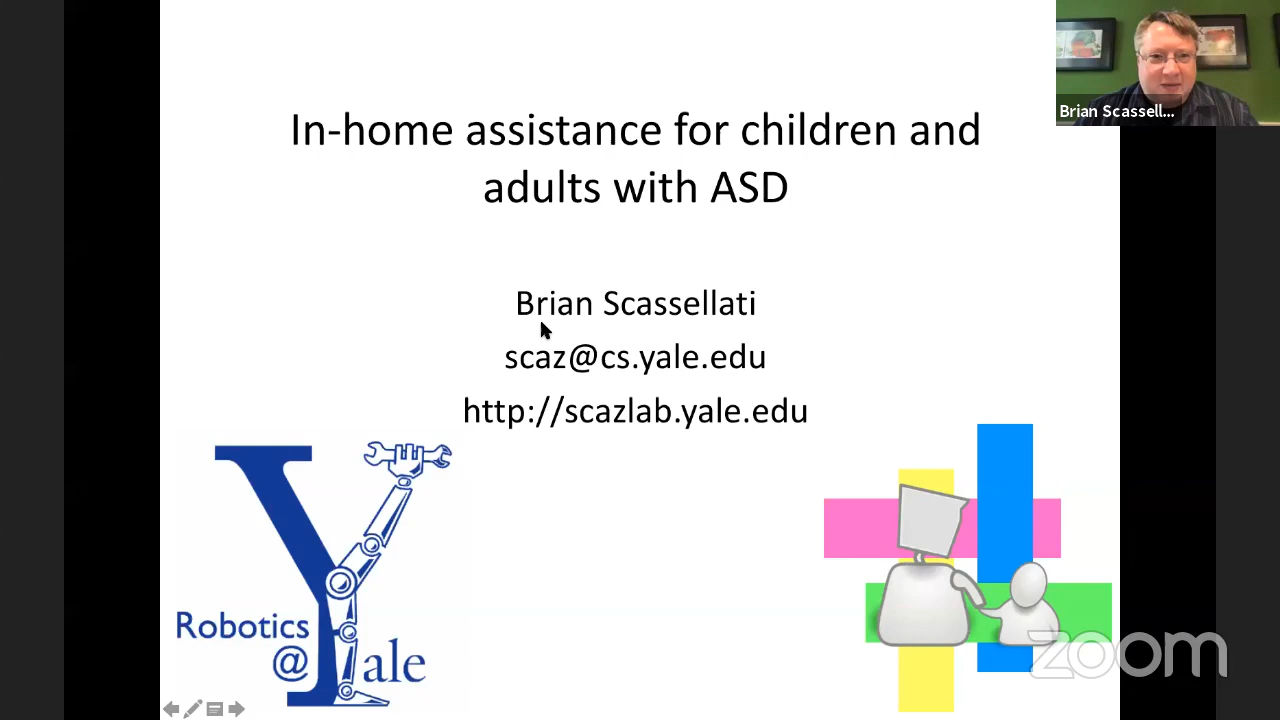 In-home assistance for children and
adults with ASD
Brian Scassellati
scaz@cs.yale.edu
http://scazlab.yale.edu
Brian Scassell...
Robotics
@Yale
zoom